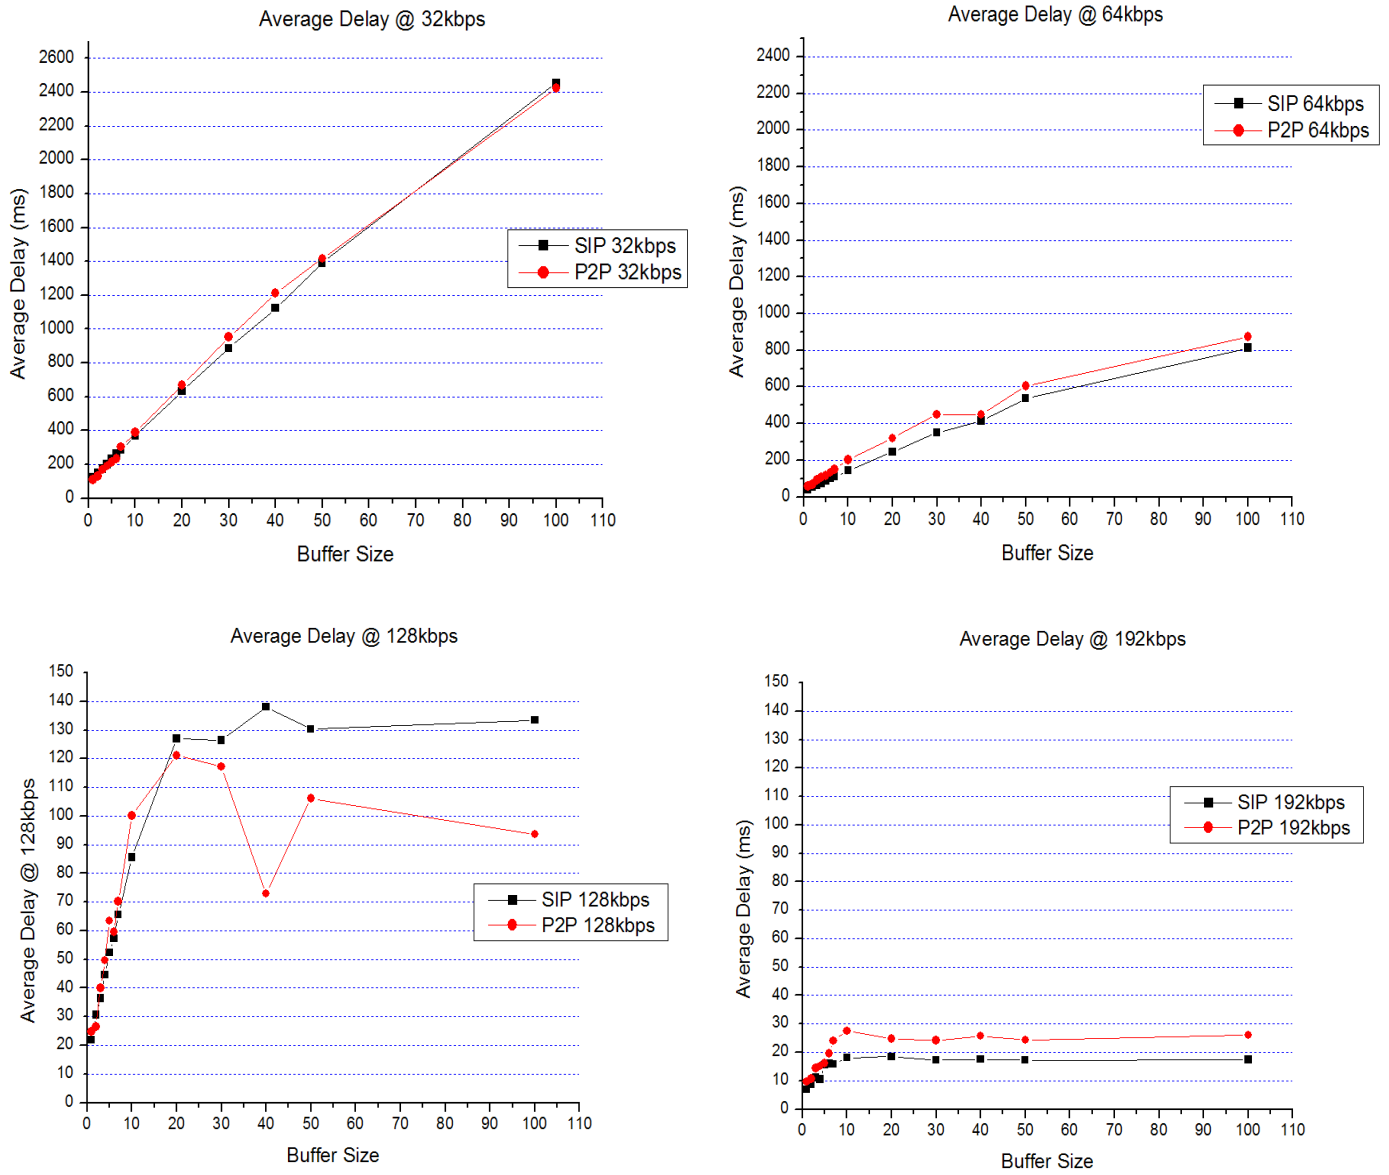 Average Delay @ 32kbps
Average Delay (ms)
2600
2400
2200
2000
1800
1600
1400
1200
1000
800
600
400
200
0
0 10 20 30 40 50 60 70 80 90 100 110
Buffer Size
SIP 32kbps
P2P 32kbps
Average Delay @ 64kbps
Average Delay (ms)
2400
2200
2000
1800
1600
1400
1200
1000
800
600
400
200
0
0 10 20 30 40 50 60 70 80 90 100 110
Buffer Size
SIP 64kbps
P2P 64kbps
Average Delay @ 128kbps
Average Delay @ 128kbps
150
140
130
120
110
100
90
80
70
60
50
40
30
20
10
0
0 10 20 30 40 50 60 70 80 90 100 110
Buffer Size
SIP 128kbps
P2P 128kbps
Average Delay @ 192kbps
Average Delay (ms)
150
140
130
120
110
100
90
80
70
60
50
40
30
20
10
0
0 10 20 30 40 50 60 70 80 90 100 110
Buffer Size
SIP 192kbps
P2P 192kbps